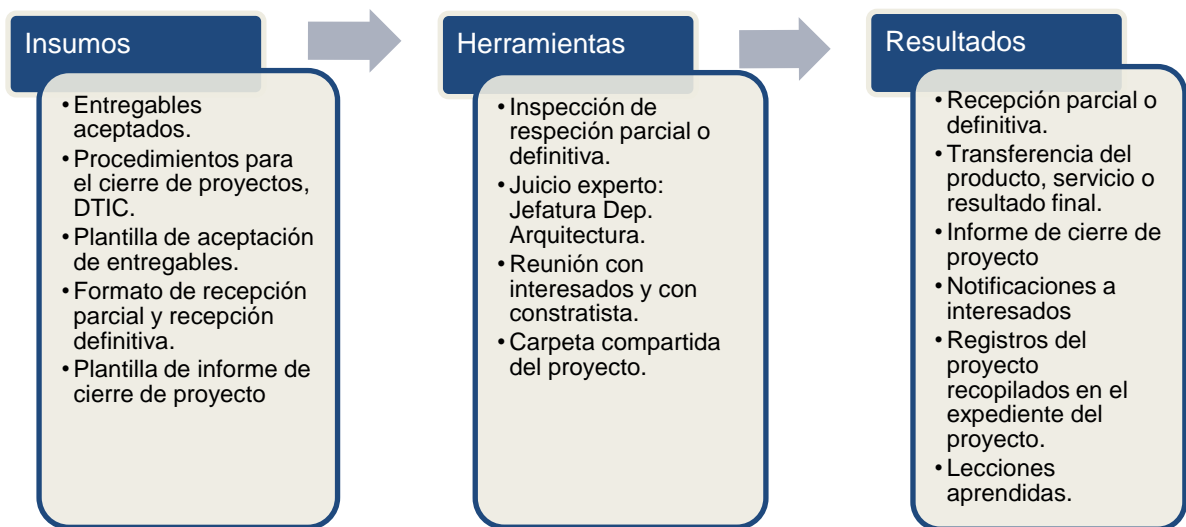 Insumos
• Entregables
aceptados.
• Procedimientos para
el cierre de proyectos,
DTIC.
• Plantilla de aceptación
de entregables.
• Formato de recepción
parcial y recepción
definitiva.
• Plantilla de informe de
cierre de proyecto
Herramientas
• Inspección de
respeción parcial o
definitiva.
• Juicio experto:
Jefatura Dep.
Arquitectura.
• Reunión con
interesados y con
constratista.
• Carpeta compartida
del proyecto.
Resultados
• Recepción parcial o
definitiva.
• Transferencia del
producto, servicio o
resultado final.
• Informe de cierre de
proyecto
• Notificaciones a
interesados
• Registros del
proyecto
recopilados en el
expediente del
proyecto.
• Lecciones
aprendidas.